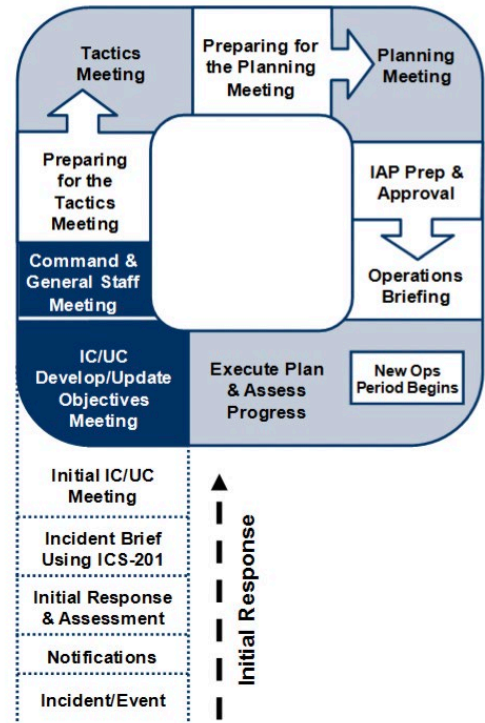 Tactics
Meeting
Preparing for
the Planning
Meeting
Planning
Meeting
Preparing
for the
Tactics
Meeting
IAP Prep &
Approval
Command &
General Staff
Meeting
Operations
Briefing
IC/UC
Develop/Update
Objectives
Meeting
Execute Plan
& Assess
Progress
New Ops
Period Begins
Initial IC/UC
Meeting
Incident Brief
Using ICS-201
Initial Response
& Assessment
Notifications
Incident/Event
Initial Response